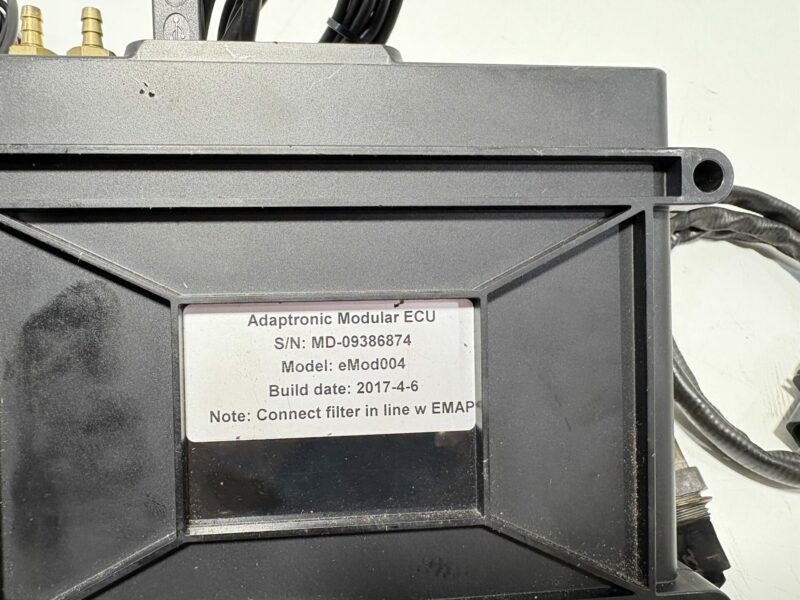 Adaptronic Modular ECU
S/N: MD-09386874
Model: eMod004
Build date: 2017-4-6
Note: Connect filter in line w EMAP